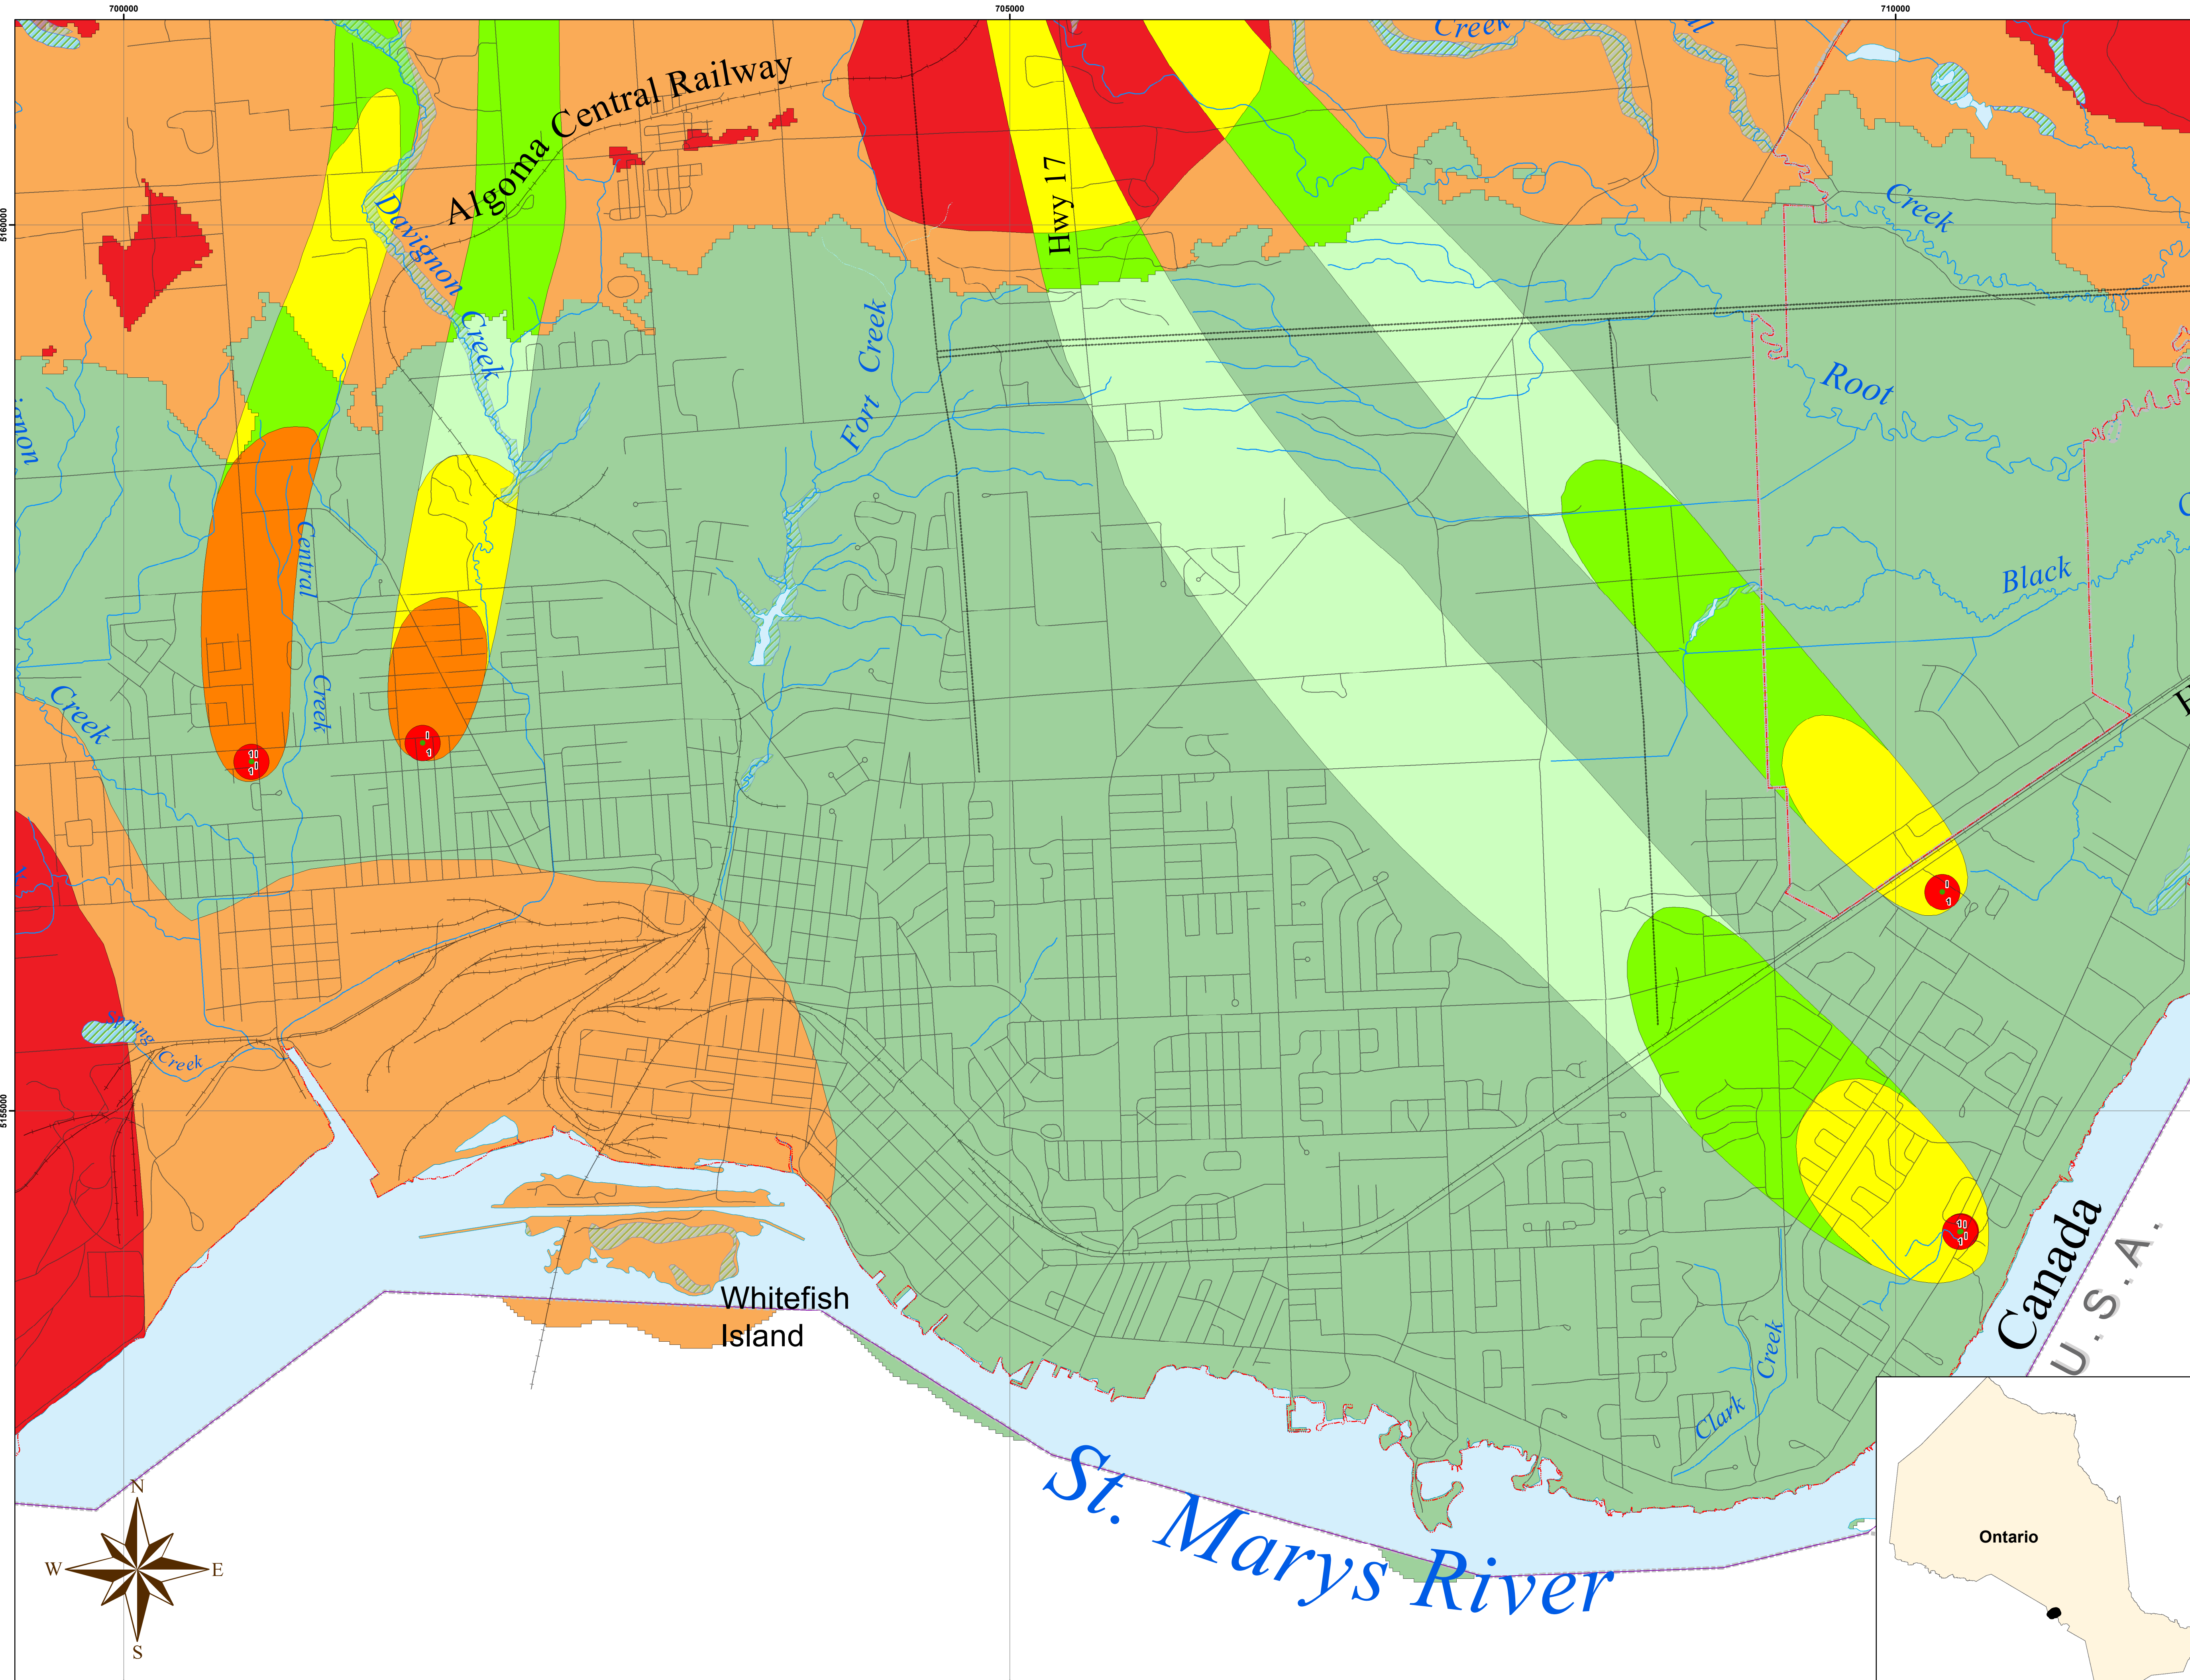 700000
705000
710000
5160000
5155000
Algoma Central Railway
Hwy 17
Creek
Creek
Davignon
Creek
Fort Creek
Root
Black
Central
Creek
Creek
Spring
Creek
Whitefish
Island
Clark Creek
Canada
U.S.A.
St. Marys River
N
W
E
S
Ontario